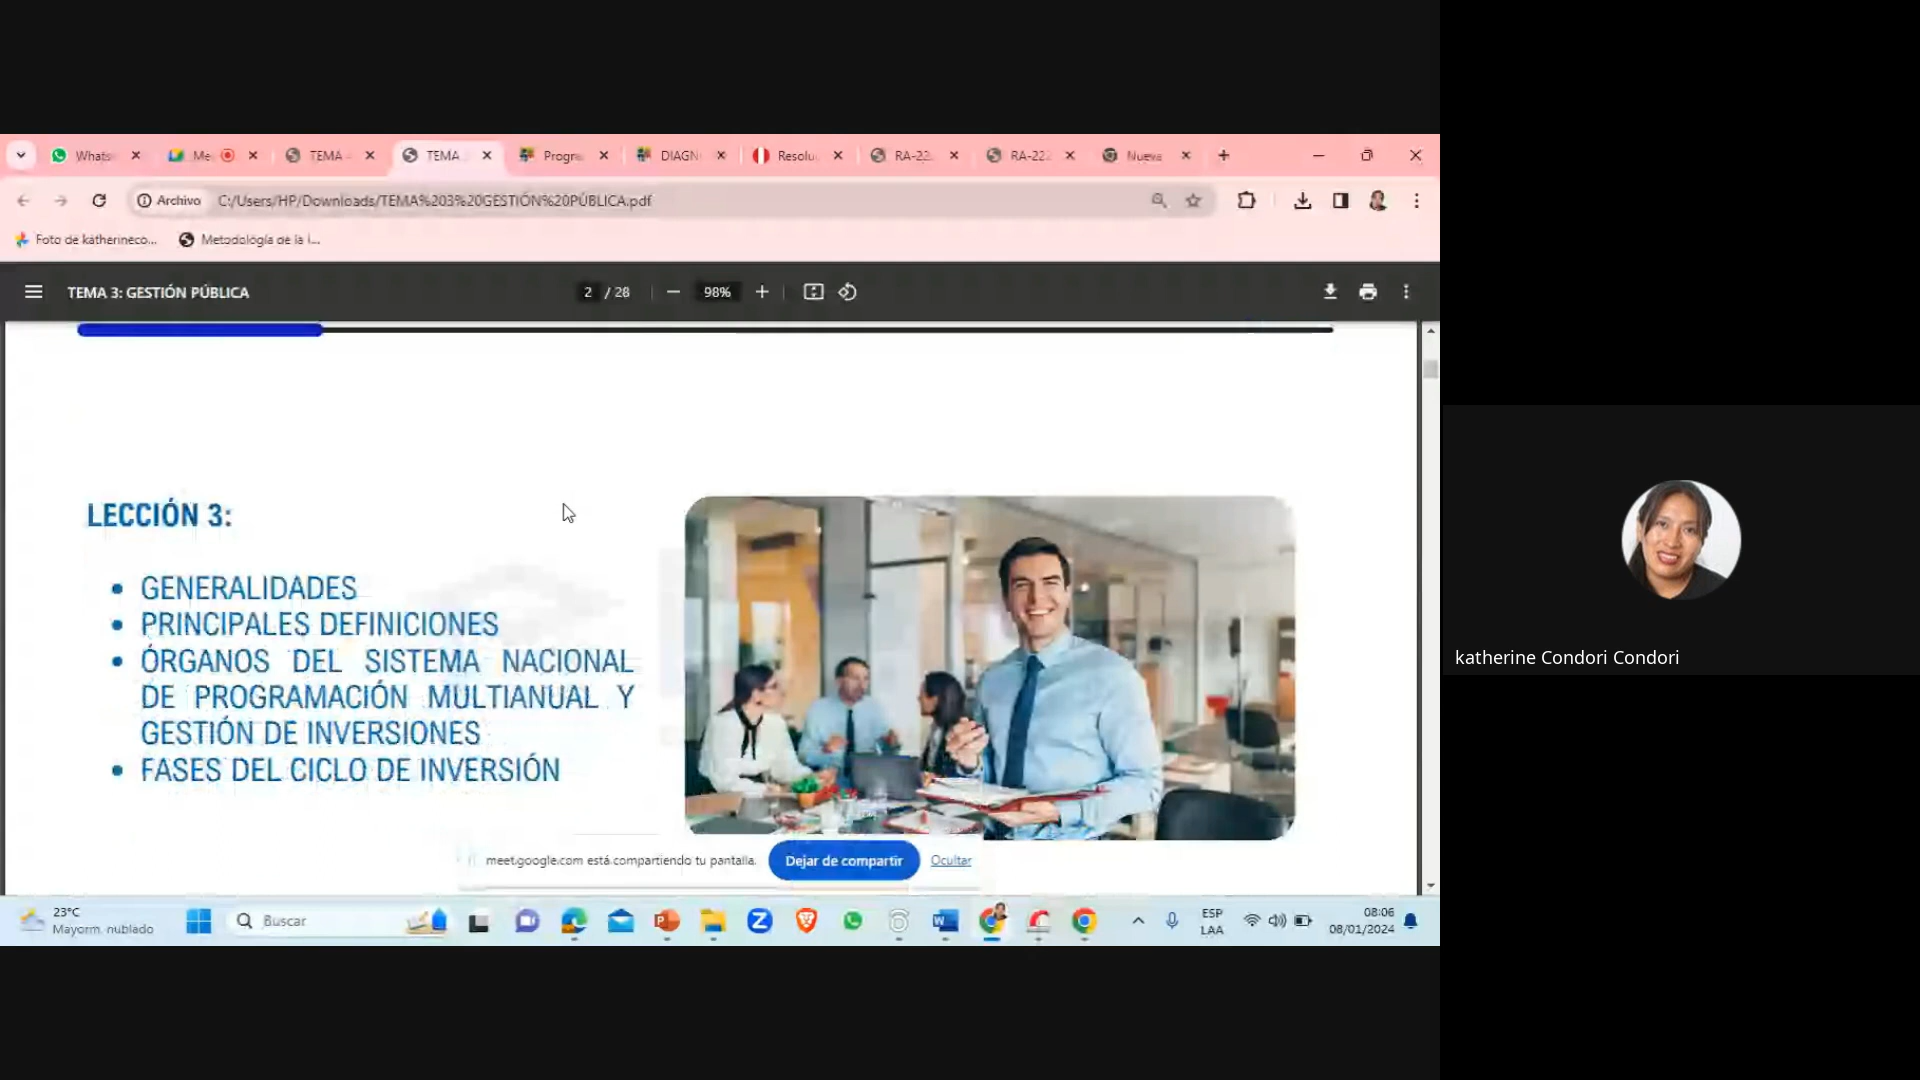 Whats
Me
TEMA
TEMA
Progra
DIAGN
Resolu
RA-22
RA-222
Nueva
Archivo
C:/Users/HP/Downloads/TEMA%203%20GESTIÓN%20PÚBLICA.pdf
Foto de katherineco...
Metodología de la I...
TEMA 3: GESTIÓN PÚBLICA
2 / 28
98%
LECCIÓN 3:
• GENERALIDADES
• PRINCIPALES DEFINICIONES
• ÓRGANOS DEL SISTEMA NACIONAL
DE PROGRAMACIÓN MULTIANUAL Y
GESTIÓN DE INVERSIONES
• FASES DEL CICLO DE INVERSIÓN
katherine Condori Condori
meet.google.com está compartiendo tu pantalla.
Dejar de compartir
Ocultar
23°C
Mayorm. nublado
Buscar
ESP
LAA
08:06
08/01/2024